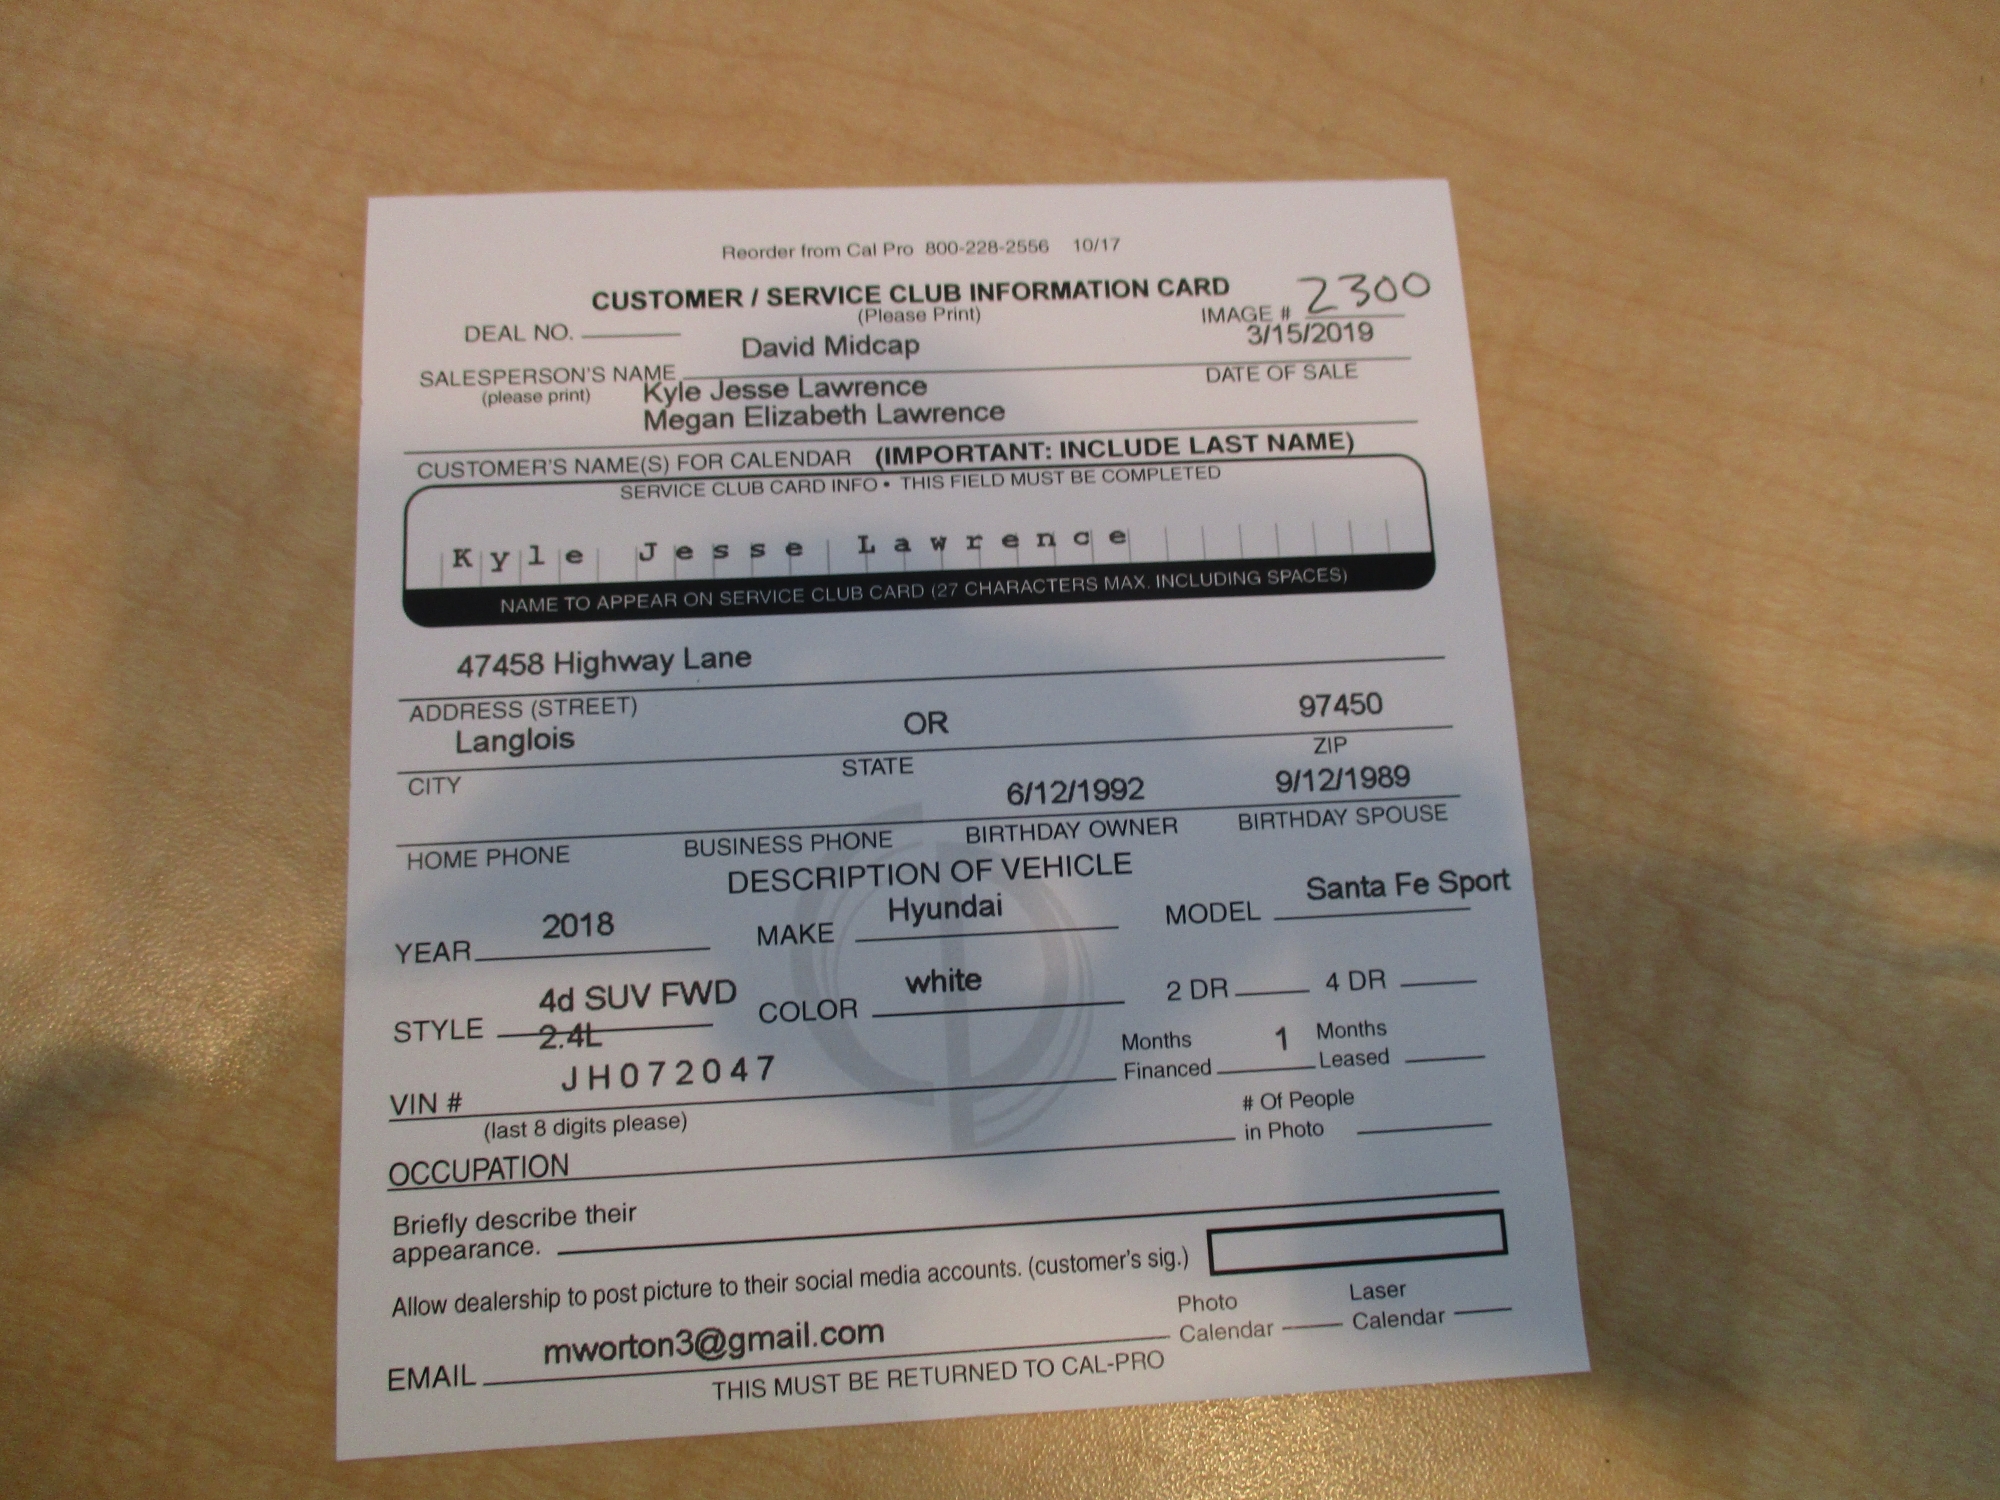 Reorder from Cal Pro 800-228-2556 10/17
CUSTOMER / SERVICE CLUB INFORMATION CARD
(Please Print)
IMAGE # 2300
DEAL NO.
David Midcap
3/15/2019
SALESPERSON'S NAME
(please print)
DATE OF SALE
Kyle Jesse Lawrence
Megan Elizabeth Lawrence
CUSTOMER'S NAME(S) FOR CALENDAR (IMPORTANT: INCLUDE LAST NAME)
SERVICE CLUB CARD INFO • THIS FIELD MUST BE COMPLETED
Kyle Jesse Lawrence
NAME TO APPEAR ON SERVICE CLUB CARD (27 CHARACTERS MAX. INCLUDING SPACES)
47458 Highway Lane
ADDRESS (STREET)
Langlois OR 97450
CITY STATE ZIP
6/12/1992 9/12/1989
HOME PHONE BUSINESS PHONE BIRTHDAY OWNER BIRTHDAY SPOUSE
DESCRIPTION OF VEHICLE
YEAR 2018 MAKE Hyundai MODEL Santa Fe Sport
STYLE 4d SUV FWD COLOR white 2 DR 4 DR
2.4L
VIN # JH072047
(last 8 digits please)
Months Financed 1 Months Leased
# Of People
in Photo
OCCUPATION
Briefly describe their
appearance.
Allow dealership to post picture to their social media accounts. (customer's sig.)
EMAIL mworton3@gmail.com
Photo
Calendar
Laser
Calendar
THIS MUST BE RETURNED TO CAL-PRO